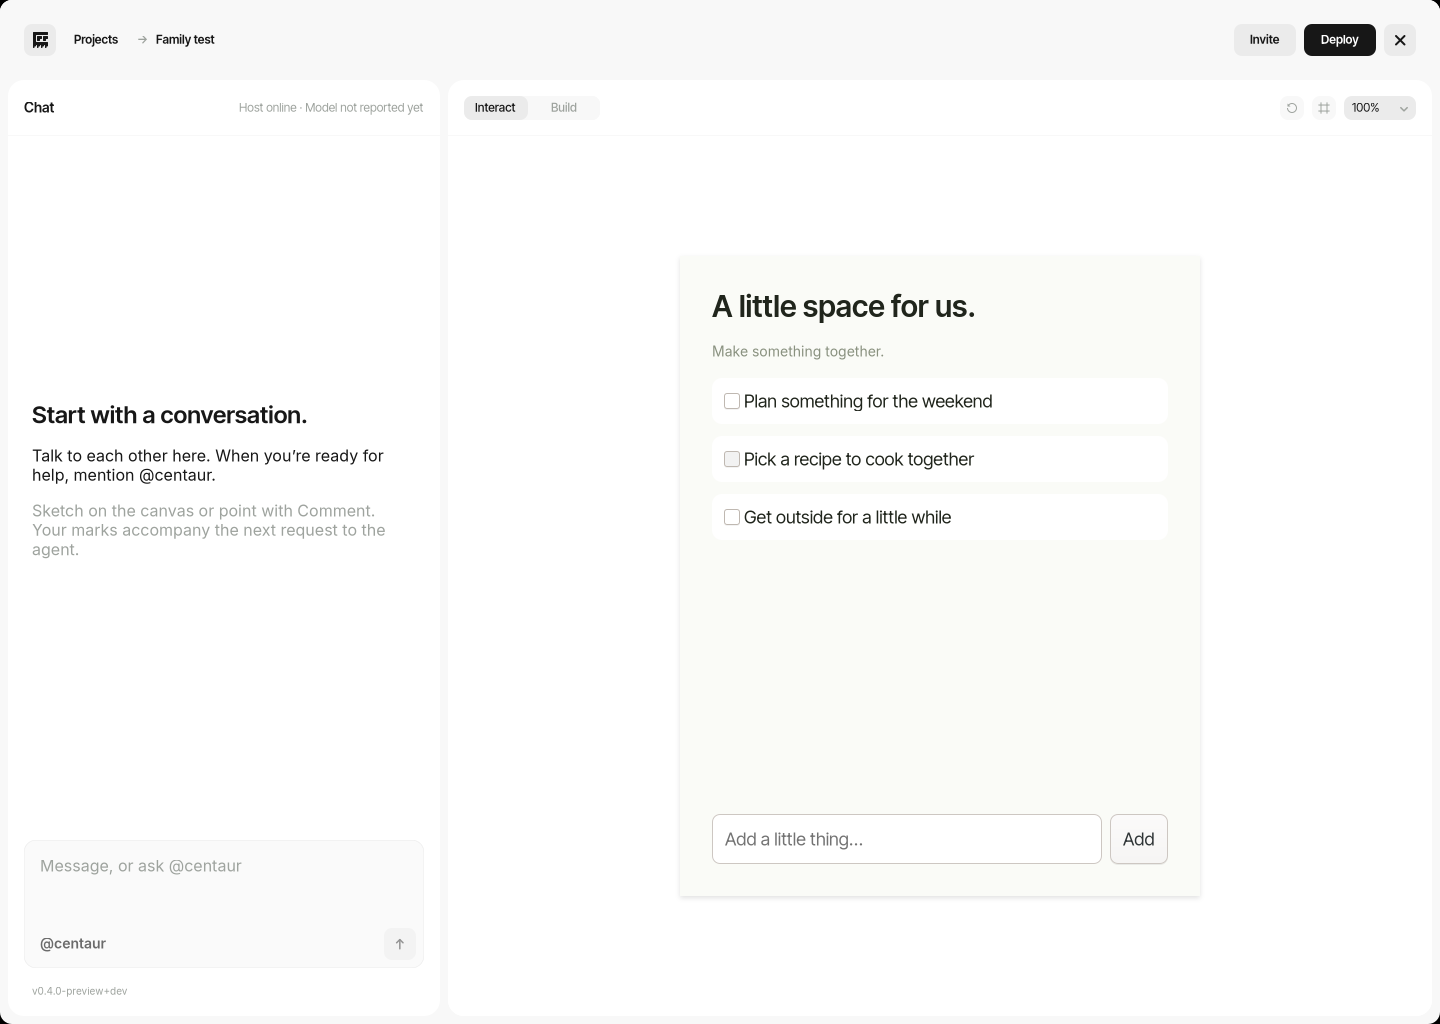 Projects → Family test
Invite
Deploy
Chat
Host online · Model not reported yet
Interact
Build
100%
Start with a conversation.
Talk to each other here. When you’re ready for
help, mention @centaur.
Sketch on the canvas or point with Comment.
Your marks accompany the next request to the
agent.
Message, or ask @centaur
@centaur
v0.4.0-preview+dev
A little space for us.
Make something together.
Plan something for the weekend
Pick a recipe to cook together
Get outside for a little while
Add a little thing...
Add